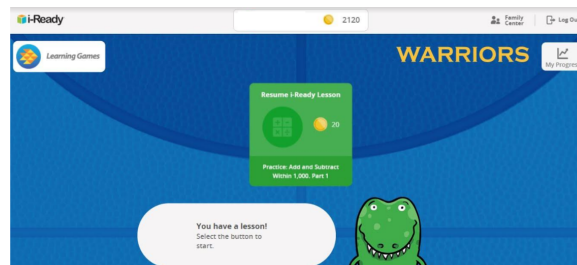 i-Ready
2120
Family
Center
Log Ou
Learning Games
WARRIORS
My Progres
Resume i-Ready Lesson
20
Practice: Add and Subtract
Within 1,000, Part 1
You have a lesson!
Select the button to
start.